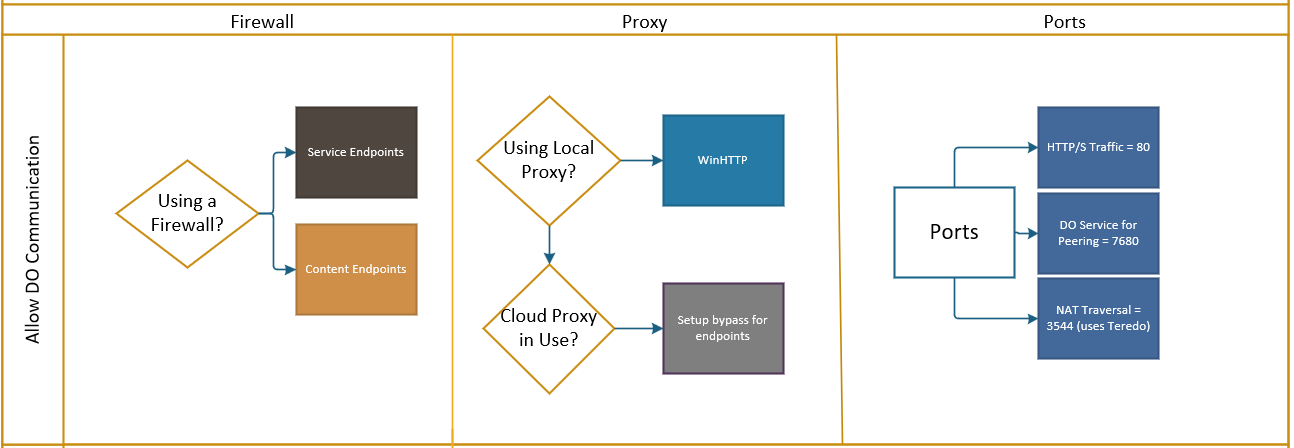 Firewall
Proxy
Ports
Allow DO Communication
Using a
Firewall?
Service Endpoints
Content Endpoints
Using Local
Proxy?
WinHTTP
Cloud Proxy
in Use?
Setup bypass for
endpoints
Ports
HTTP/S Traffic = 80
DO Service for
Peering = 7680
NAT Traversal =
3544 (uses Teredo)